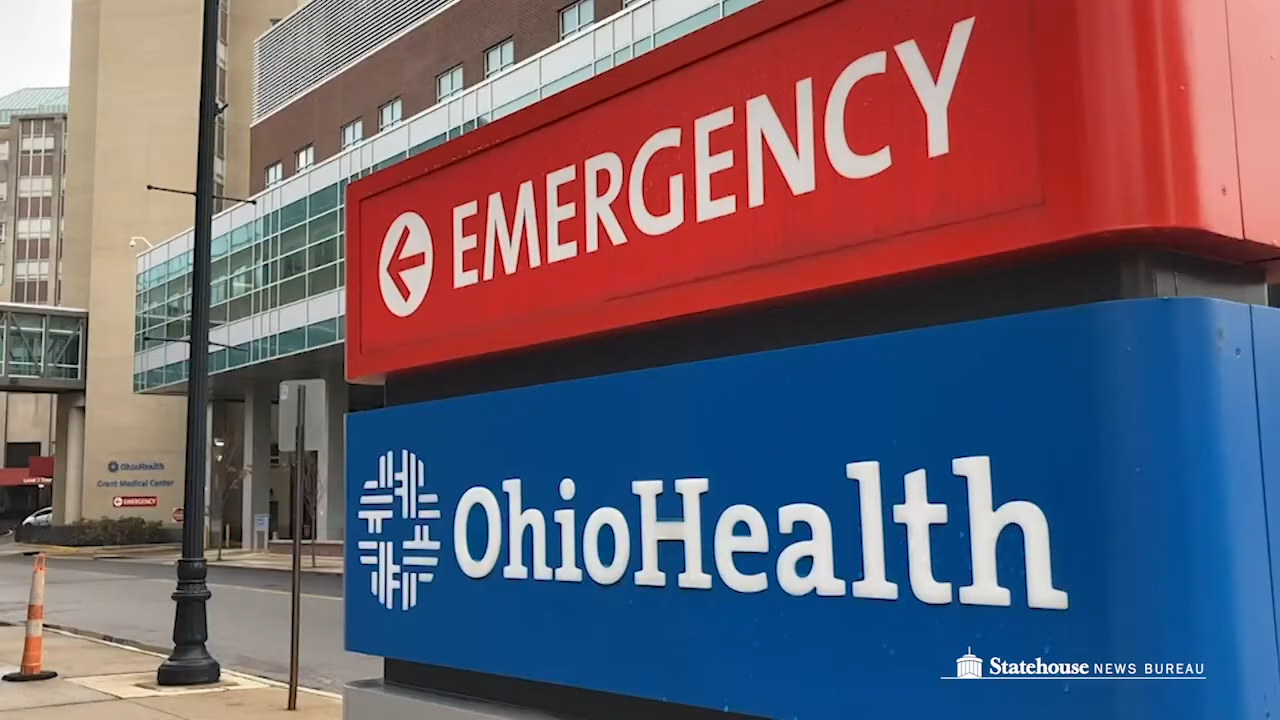 EMERGENCY
OhioHealth
OhioHealth
Grant Medical Center
EMERGENCY
Statehouse NEWS BUREAU